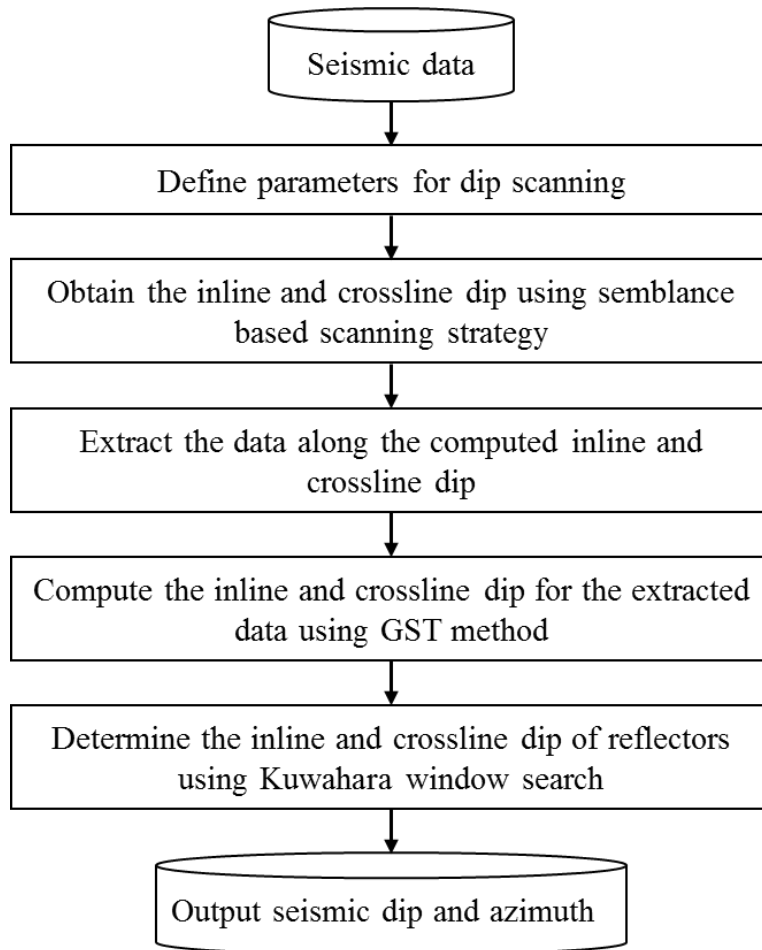 Seismic data
Define parameters for dip scanning
Obtain the inline and crossline dip using semblance
based scanning strategy
Extract the data along the computed inline and
crossline dip
Compute the inline and crossline dip for the extracted
data using GST method
Determine the inline and crossline dip of reflectors
using Kuwahara window search
Output seismic dip and azimuth